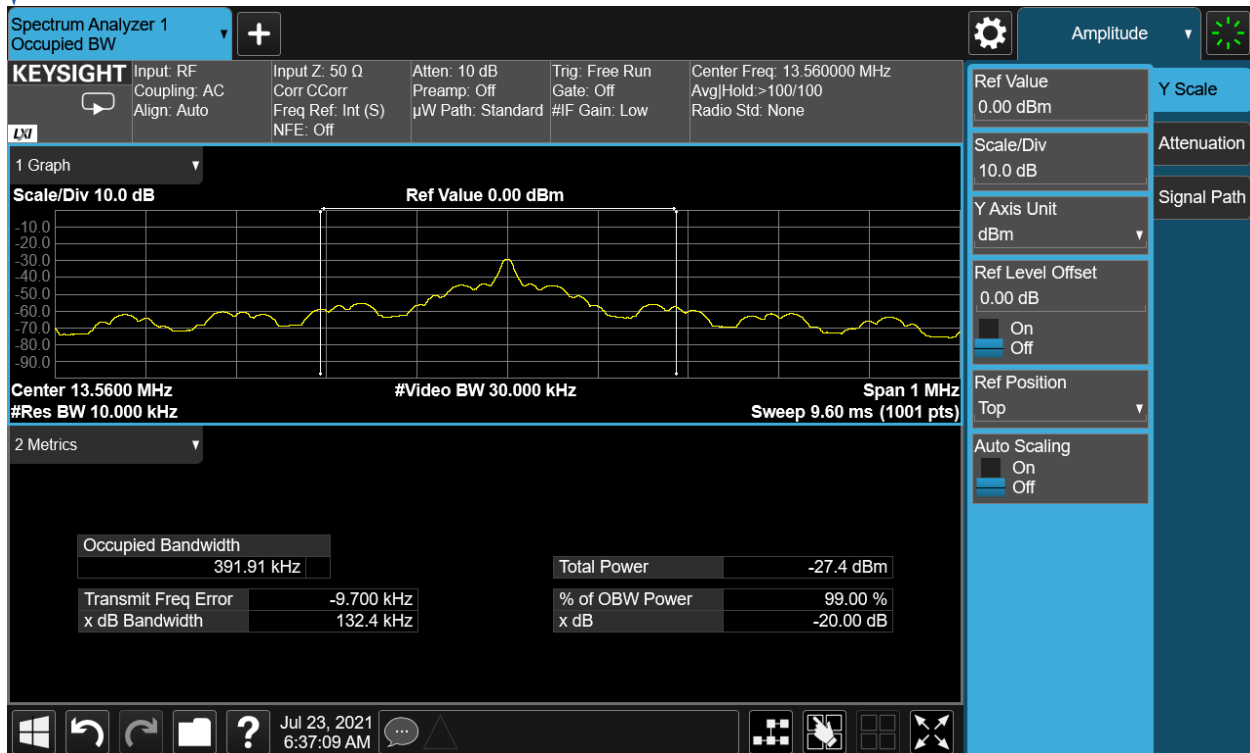 Spectrum Analyzer 1
Occupied BW
+
Amplitude
KEYSIGHT
LXI
Input: RF
Coupling: AC
Align: Auto
Input Z: 50 Ω
Corr CCorr
Freq Ref: Int (S)
NFE: Off
Atten: 10 dB
Preamp: Off
µW Path: Standard
Trig: Free Run
Gate: Off
#IF Gain: Low
Center Freq: 13.560000 MHz
Avg|Hold:>100/100
Radio Std: None
1 Graph
Scale/Div 10.0 dB
Ref Value 0.00 dBm
-10.0
-20.0
-30.0
-40.0
-50.0
-60.0
-70.0
-80.0
-90.0
Center 13.5600 MHz
#Video BW 30.000 kHz
Span 1 MHz
#Res BW 10.000 kHz
Sweep 9.60 ms (1001 pts)
2 Metrics
Occupied Bandwidth
391.91 kHz
Total Power -27.4 dBm
Transmit Freq Error -9.700 kHz
% of OBW Power 99.00 %
x dB Bandwidth 132.4 kHz
x dB -20.00 dB
Ref Value
0.00 dBm
Scale/Div
10.0 dB
Y Axis Unit
dBm
Ref Level Offset
0.00 dB
On
Off
Ref Position
Top
Auto Scaling
On
Off
Y Scale
Attenuation
Signal Path
?
Jul 23, 2021
6:37:09 AM